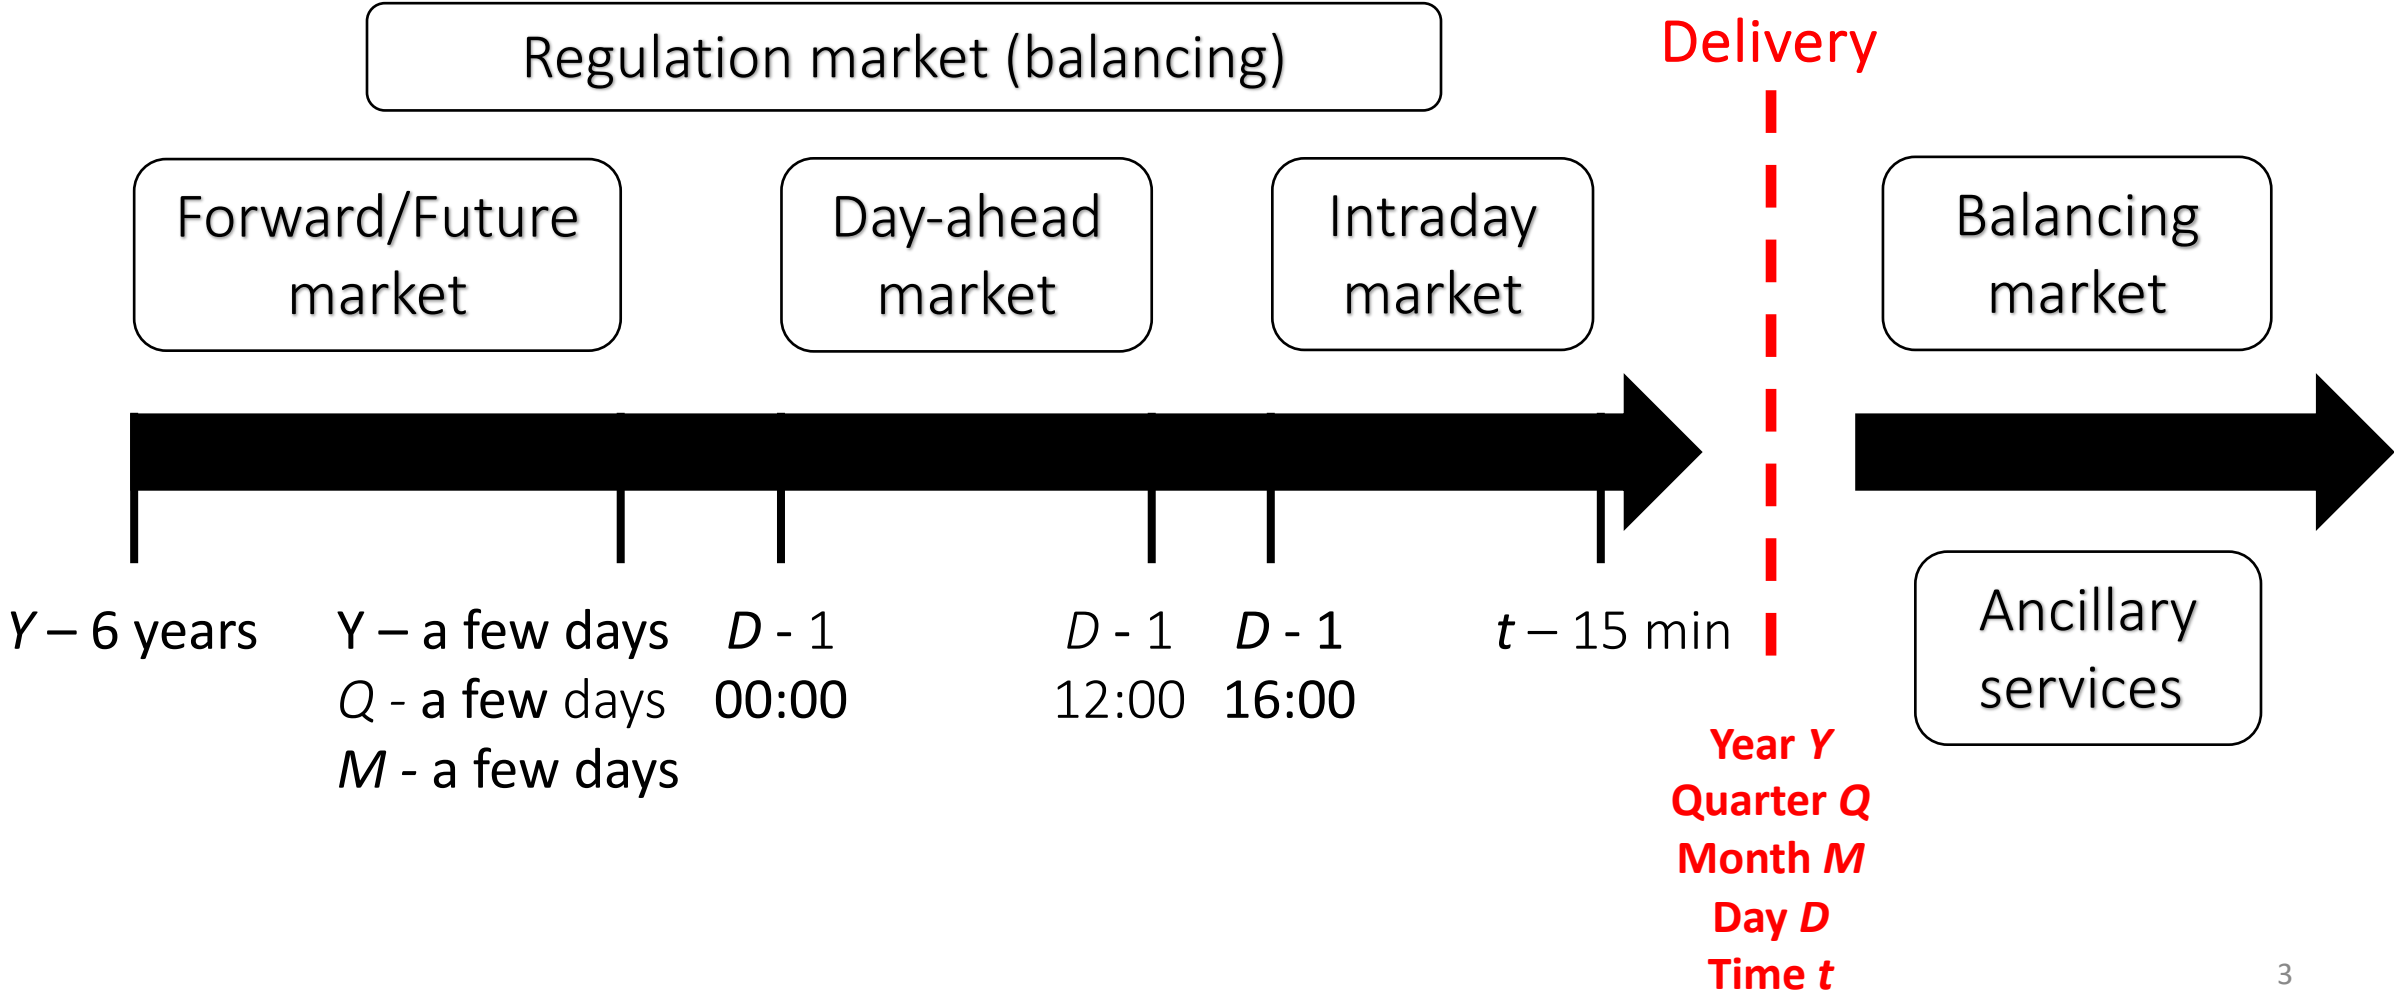 Regulation market (balancing)
Delivery
Forward/Future
market
Day-ahead
market
Intraday
market
Balancing
market
Y – 6 years
Y – a few days
Q - a few days
M - a few days
D - 1
00:00
D - 1
12:00
D - 1
16:00
t – 15 min
Ancillary
services
Year Y
Quarter Q
Month M
Day D
Time t
3